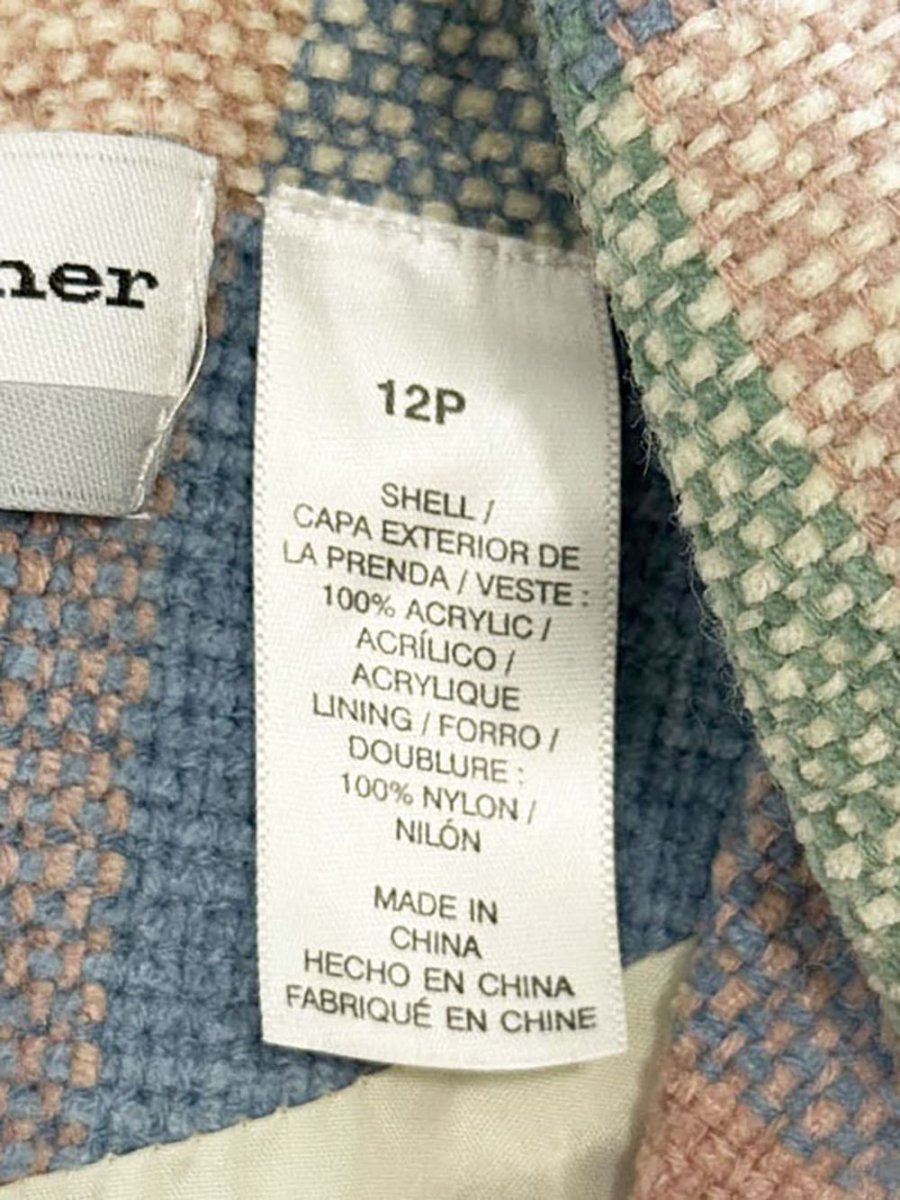 ner
12P
SHELL /
CAPA EXTERIOR DE
LA PRENDA / VESTE :
100% ACRYLIC /
ACRÍLICO /
ACRYLIQUE
LINING / FORRO /
DOUBLURE :
100% NYLON /
NILÓN
MADE IN
CHINA
HECHO EN CHINA
FABRIQUÉ EN CHINE